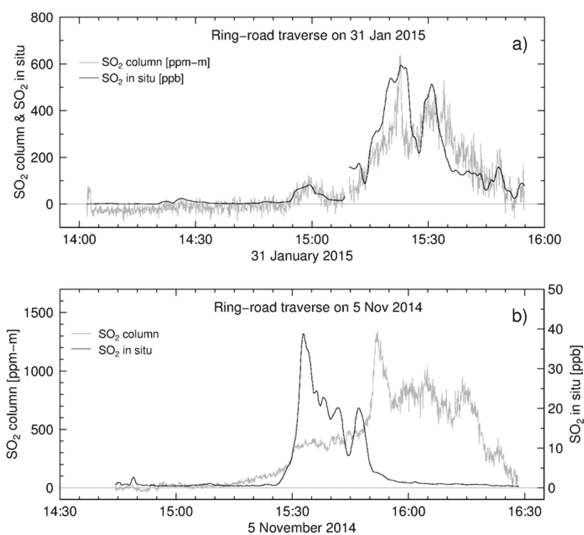 800
600
400
200
0
SO2 column & SO2 in situ
Ring−road traverse on 31 Jan 2015
a)
SO2 column [ppm−m]
SO2 in situ [ppb]
14:00 14:30 15:00 15:30 16:00
31 January 2015
1500
1000
500
0
SO2 column [ppm−m]
Ring−road traverse on 5 Nov 2014
b)
SO2 column
SO2 in situ
50
40
30
20
10
0
SO2 in situ [ppb]
14:30 15:00 15:30 16:00 16:35
5 November 2014